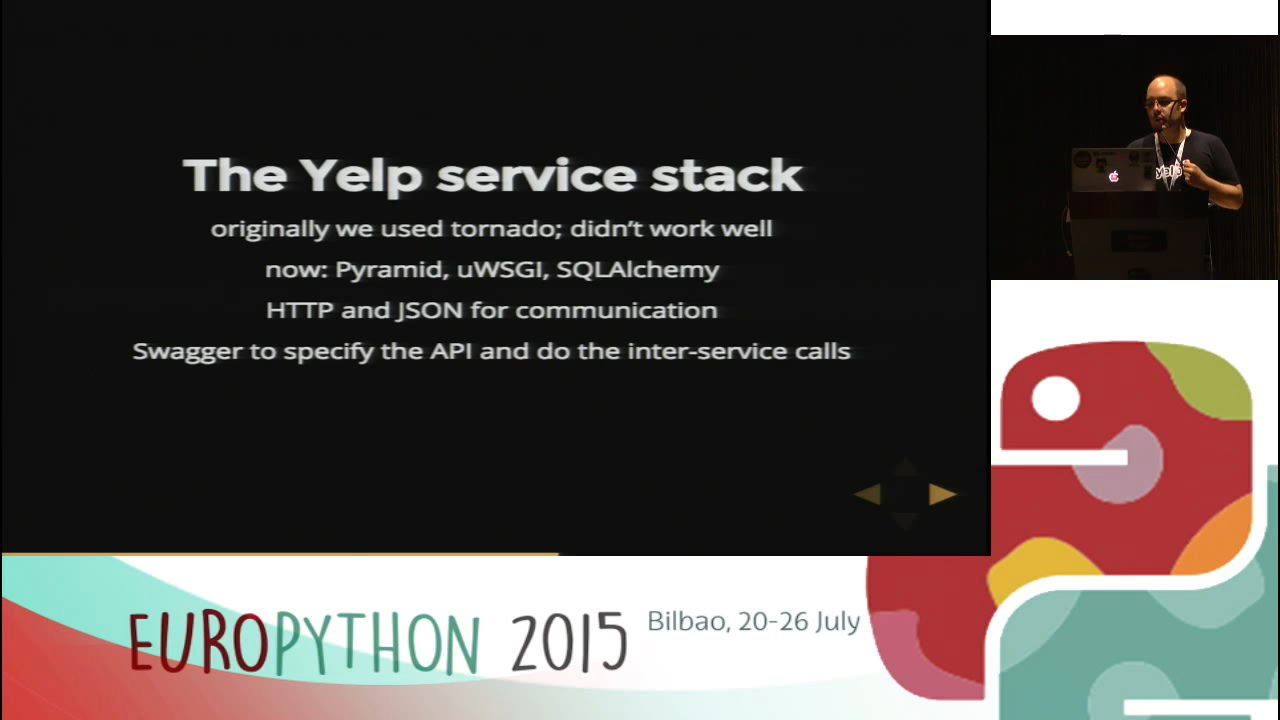 The Yelp service stack
originally we used tornado; didn't work well
now: Pyramid, uWSGI, SQLAlchemy
HTTP and JSON for communication
Swagger to specify the API and do the inter-service calls
yelp
EUROPYTHON 2015
Bilbao, 20-26 July